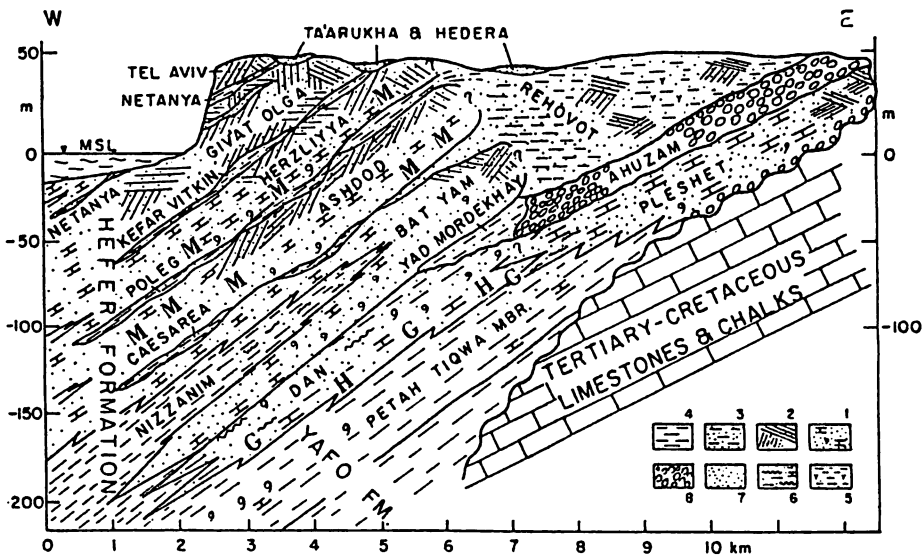 W
E
TA'ARUKHA & HEDERA
50
50
TEL AVIV
m
m
NETANYA
GIVAT OLGA
M
?
REHOVOT
MSL
HERZLIYYA
M
0
0
AHUZAM
NETANYA
KEFAR VITKIN
M
ASHDOD
M
M
BAT YAM
?
PLESHET
-50
-50
POLEG
M
YAD MORDEKHAY
?
HEFER FORMATION
M
M
M
H
G
-100
-100
CAESAREA
G
TERTIARY-CRETACEOUS
LIMESTONES & CHALKS
NIZZANIM
DAN
H
PETAH TIQWA MBR.
-150
G
YAFO FM
4
3
2
1
8
7
6
5
-200
0
1
2
3
4
5
6
7
8
9
10 km